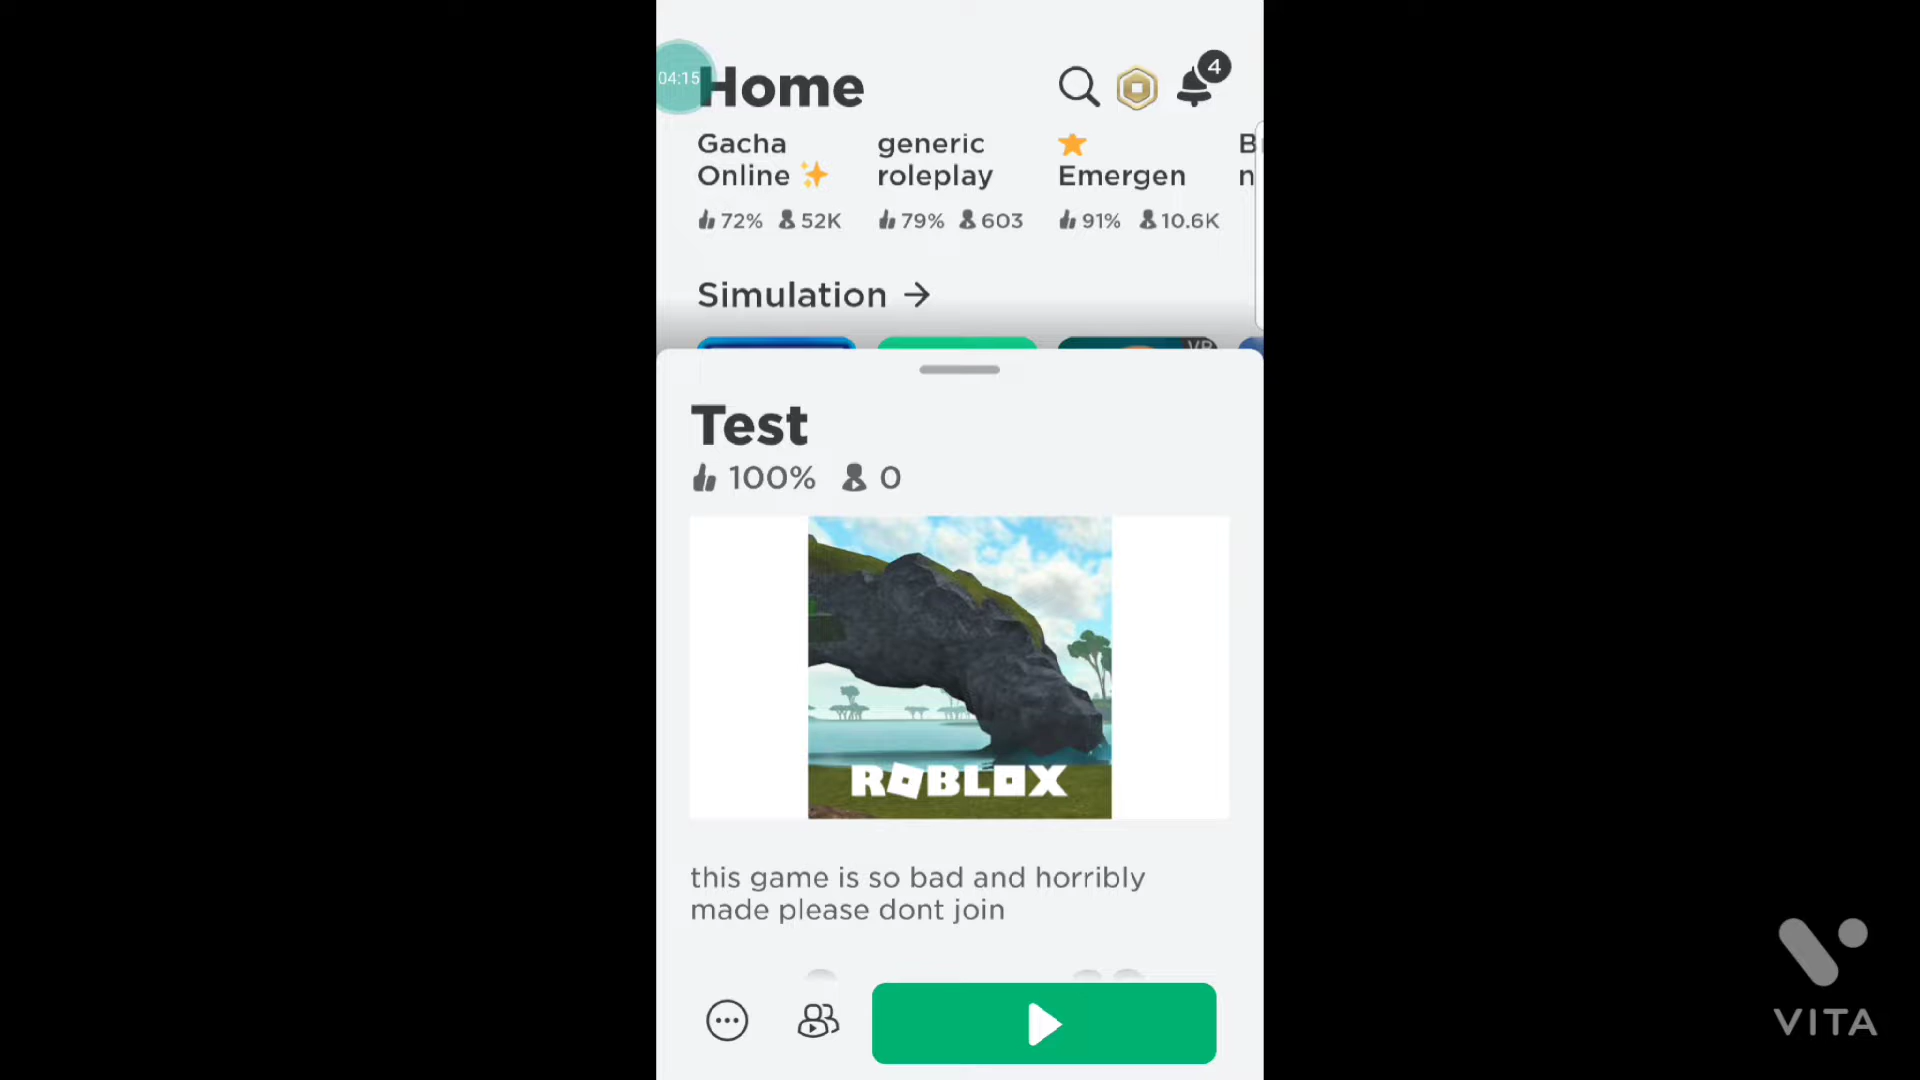 04:15
Home
4
Gacha
Online
generic
roleplay
Emergen
B
n
72% 52K
79% 603
91% 10.6K
Simulation →
VR
Test
100% 0
ROBLOX
this game is so bad and horribly
made please dont join
VITA